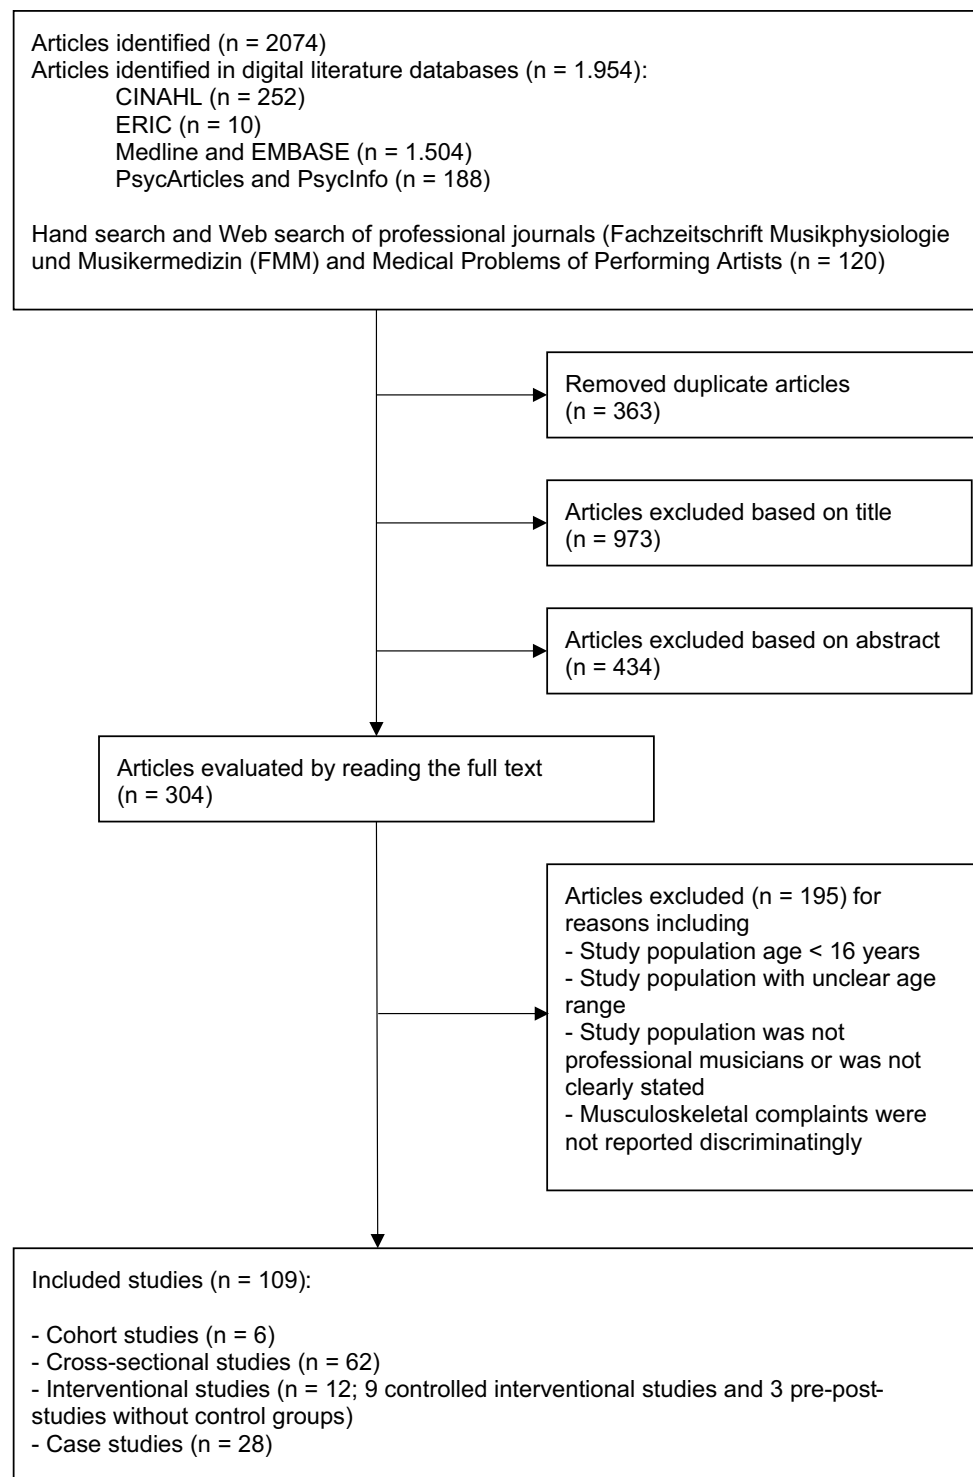 Articles identified (n = 2074)
Articles identified in digital literature databases (n = 1.954):
CINAHL (n = 252)
ERIC (n = 10)
Medline and EMBASE (n = 1.504)
PsycArticles and PsycInfo (n = 188)
Hand search and Web search of professional journals (Fachzeitschrift Musikphysiologie
und Musikermedizin (FMM) and Medical Problems of Performing Artists (n = 120)
Removed duplicate articles
(n = 363)
Articles excluded based on title
(n = 973)
Articles excluded based on abstract
(n = 434)
Articles evaluated by reading the full text
(n = 304)
Articles excluded (n = 195) for
reasons including
- Study population age < 16 years
- Study population with unclear age
range
- Study population was not
professional musicians or was not
clearly stated
- Musculoskeletal complaints were
not reported discriminatingly
Included studies (n = 109):
- Cohort studies (n = 6)
- Cross-sectional studies (n = 62)
- Interventional studies (n = 12; 9 controlled interventional studies and 3 pre-post-
studies without control groups)
- Case studies (n = 28)